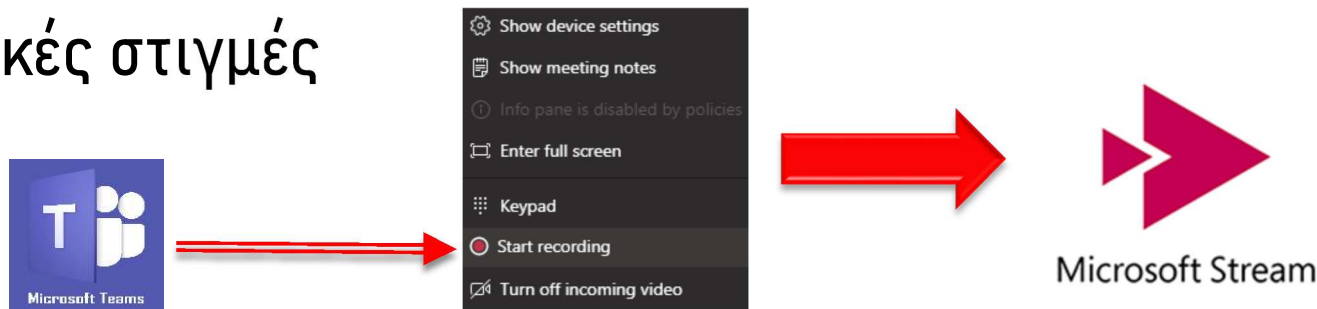 κές στιγμές
T
Microsoft Teams
Show device settings
Show meeting notes
Info pane is disabled by policies
Enter full screen
Keypad
Start recording
Turn off incoming video
Microsoft Stream